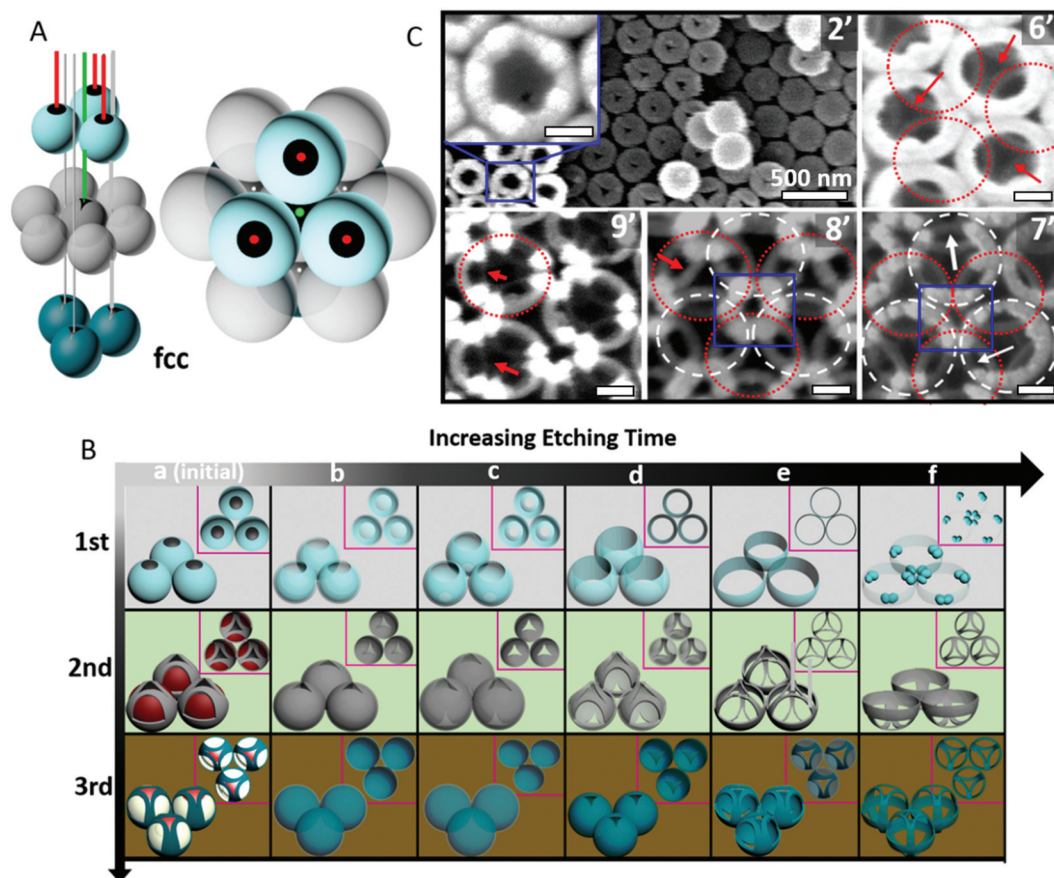 A
fcc
C
2’
500 nm
6’
9’
8’
7’
B
Increasing Etching Time
a (initial)
b
c
d
e
f
1st
2nd
3rd